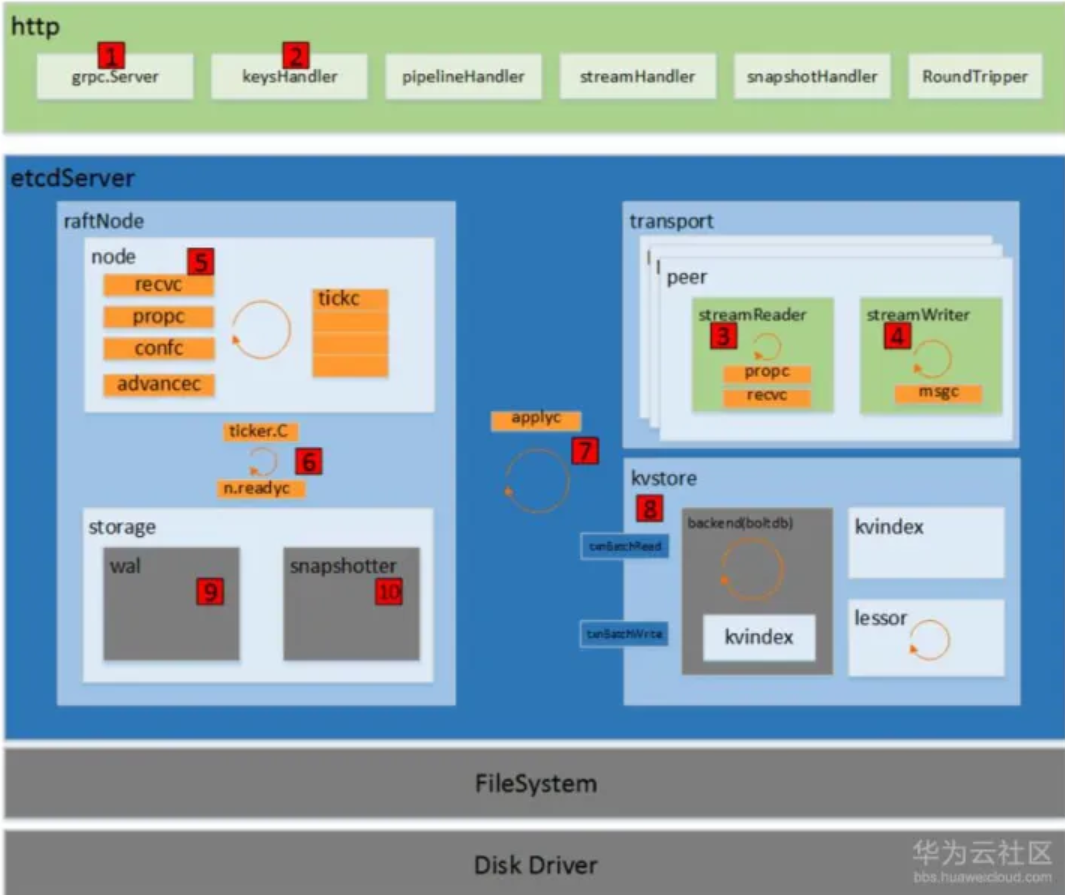 http
1
2
grpc.Server
keysHandler
pipelineHandler
streamHandler
snapshotHandler
RoundTripper
etcdServer
raftNode
node
5
recvc
propc
confc
advancec
tickc
ticker.C
6
n.readyc
storage
wal
9
snapshotter
10
applyc
7
transport
peer
streamReader
3
propc
recvc
streamWriter
4
msgc
kvstore
8
txnBatchRead
txnBatchWrite
backend(boltdb)
kvindex
kvindex
lessor
FileSystem
Disk Driver
华为云社区
bbs.huaweicloud.com